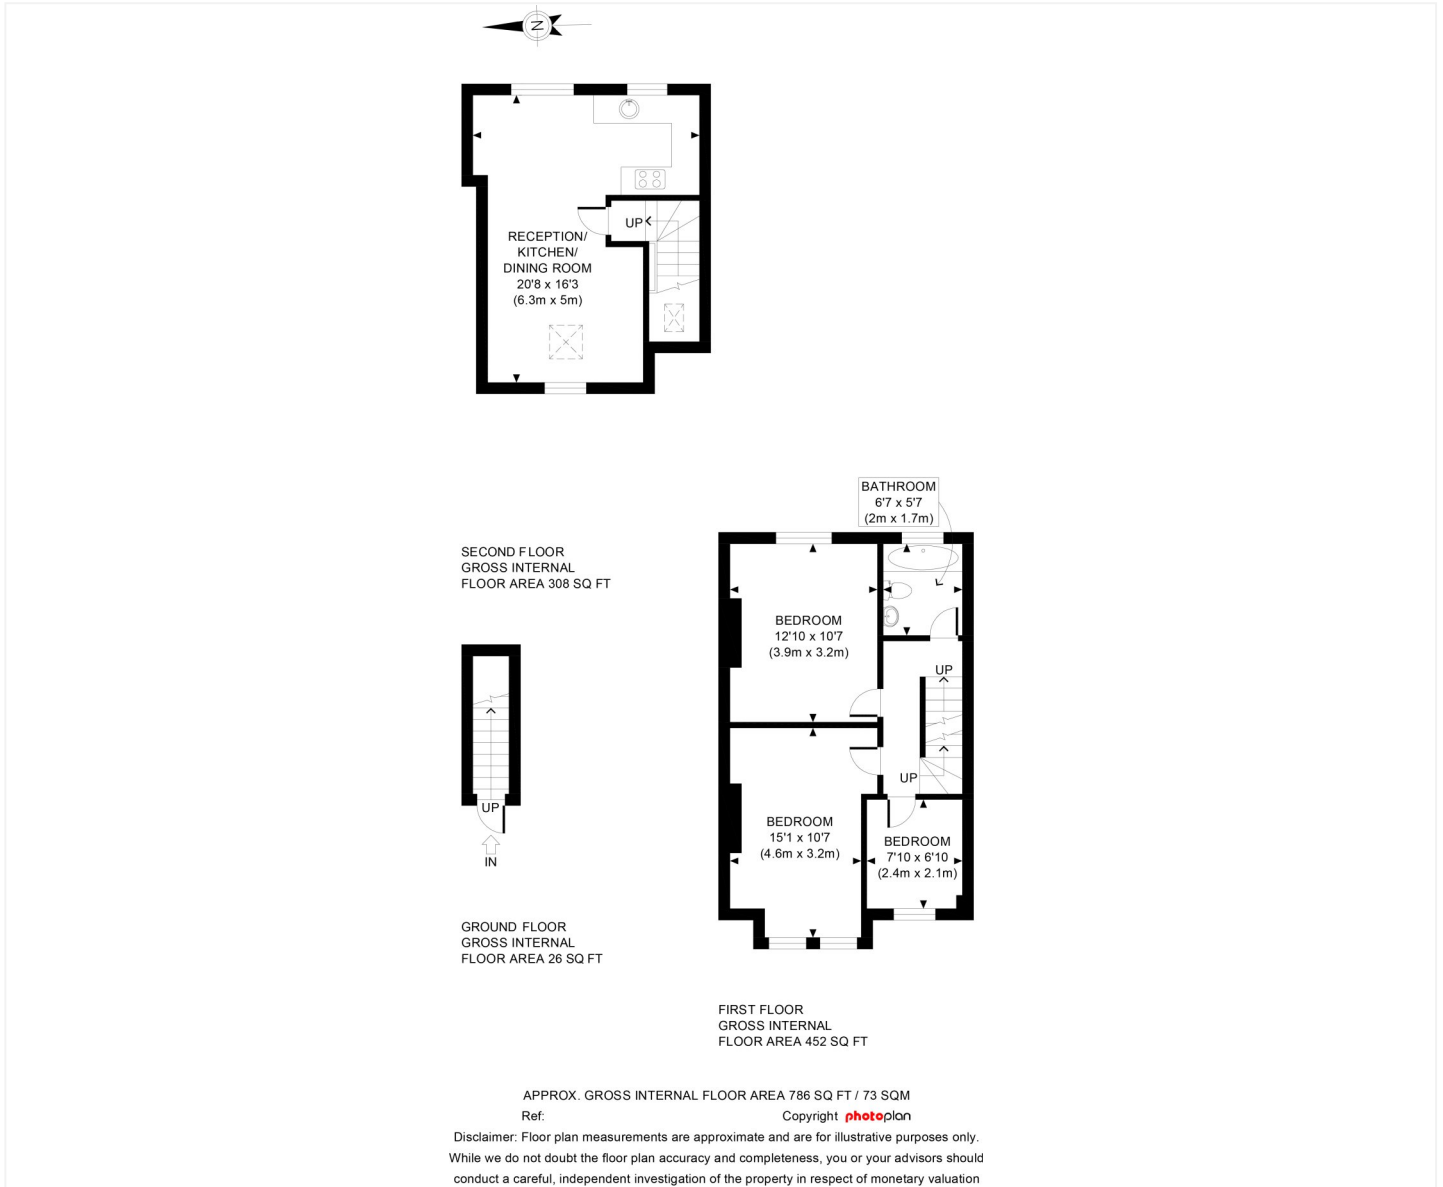 N
UP
RECEPTION/
KITCHEN/
DINING ROOM
20'8 x 16'3
(6.3m x 5m)
SECOND FLOOR
GROSS INTERNAL
FLOOR AREA 308 SQ FT
BATHROOM
6'7 x 5'7
(2m x 1.7m)
BEDROOM
12'10 x 10'7
(3.9m x 3.2m)
UP
UP
BEDROOM
15'1 x 10'7
(4.6m x 3.2m)
BEDROOM
7'10 x 6'10
(2.4m x 2.1m)
UP
IN
GROUND FLOOR
GROSS INTERNAL
FLOOR AREA 26 SQ FT
FIRST FLOOR
GROSS INTERNAL
FLOOR AREA 452 SQ FT
APPROX. GROSS INTERNAL FLOOR AREA 786 SQ FT / 73 SQM
Ref: Copyright photoplan
Disclaimer: Floor plan measurements are approximate and are for illustrative purposes only.
While we do not doubt the floor plan accuracy and completeness, you or your advisors should
conduct a careful, independent investigation of the property in respect of monetary valuation